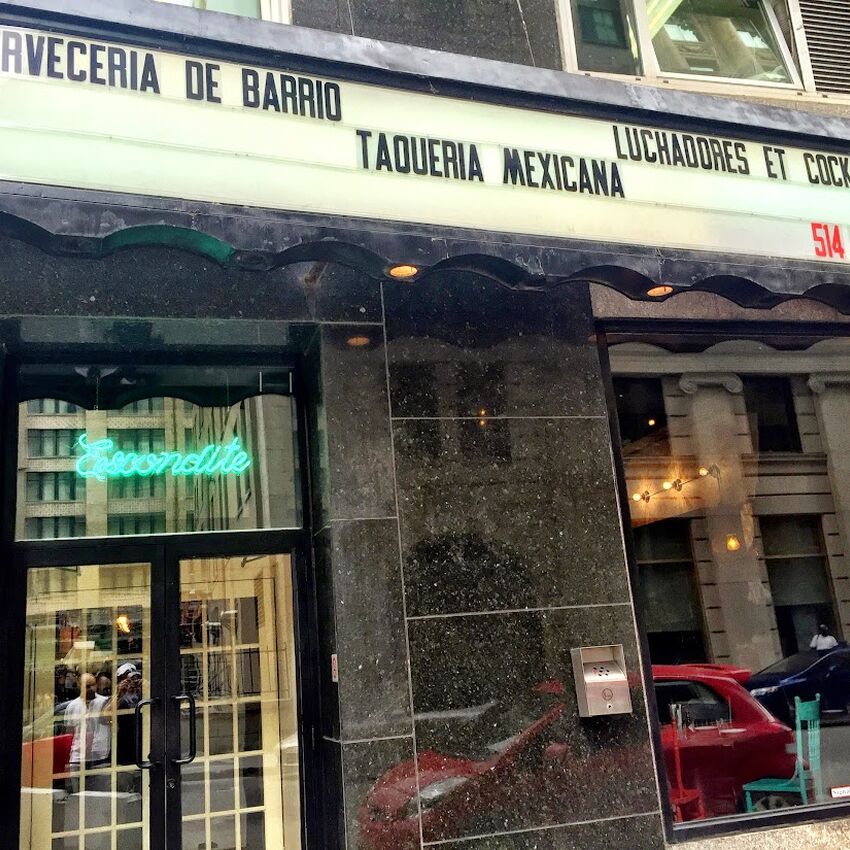 RVECERIA DE BARRIO
TAQUERIA MEXICANA
LUCHADORES ET COCK
514
Escondite